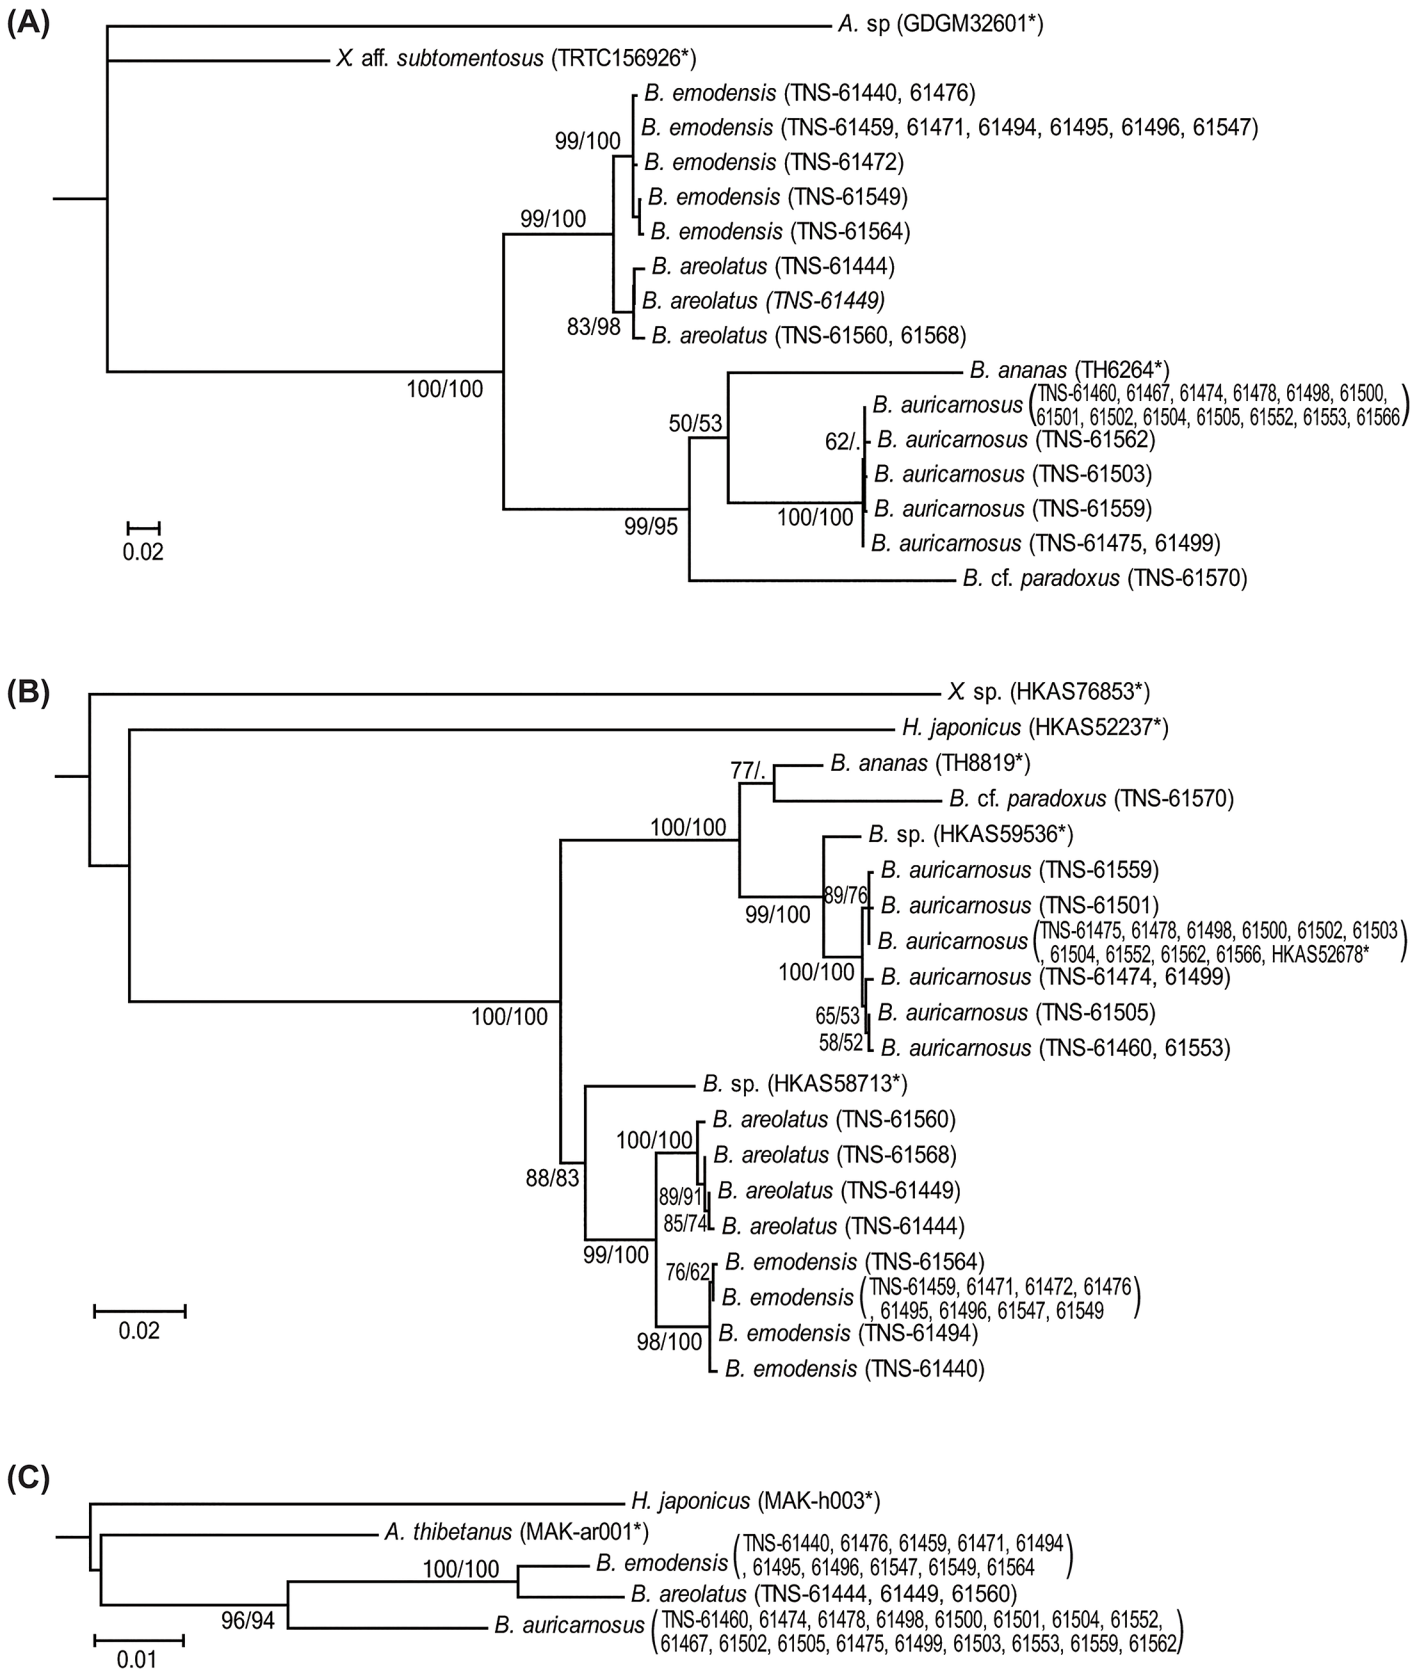 (A)
A. sp (GDGM32601*)
X. aff. subtomentosus (TRTC156926*)
B. emodensis (TNS-61440, 61476)
B. emodensis (TNS-61459, 61471, 61494, 61495, 61496, 61547)
99/100
B. emodensis (TNS-61472)
B. emodensis (TNS-61549)
99/100
B. emodensis (TNS-61564)
B. areolatus (TNS-61444)
B. areolatus (TNS-61449)
83/98
B. areolatus (TNS-61560, 61568)
B. ananas (TH6264*)
100/100
B. auricarnosus (TNS-61460, 61467, 61474, 61478, 61498, 61500,
61501, 61502, 61504, 61505, 61552, 61553, 61566)
50/53
62/.
B. auricarnosus (TNS-61562)
B. auricarnosus (TNS-61503)
B. auricarnosus (TNS-61559)
100/100
99/95
B. auricarnosus (TNS-61475, 61499)
0.02
B. cf. paradoxus (TNS-61570)
(B)
X. sp. (HKAS76853*)
H. japonicus (HKAS52237*)
B. ananas (TH8819*)
77/.
B. cf. paradoxus (TNS-61570)
100/100
B. sp. (HKAS59536*)
B. auricarnosus (TNS-61559)
89/76
B. auricarnosus (TNS-61501)
99/100
B. auricarnosus (TNS-61475, 61478, 61498, 61500, 61502, 61503
, 61504, 61552, 61562, 61566, HKAS52678*)
100/100
B. auricarnosus (TNS-61474, 61499)
100/100
65/53
B. auricarnosus (TNS-61505)
58/52
B. auricarnosus (TNS-61460, 61553)
B. sp. (HKAS58713*)
B. areolatus (TNS-61560)
100/100
B. areolatus (TNS-61568)
88/83
B. areolatus (TNS-61449)
89/91
85/74
B. areolatus (TNS-61444)
99/100
B. emodensis (TNS-61564)
76/62
B. emodensis (TNS-61459, 61471, 61472, 61476
, 61495, 61496, 61547, 61549)
0.02
B. emodensis (TNS-61494)
98/100
B. emodensis (TNS-61440)
(C)
H. japonicus (MAK-h003*)
A. thibetanus (MAK-ar001*)
B. emodensis (TNS-61440, 61476, 61459, 61471, 61494
, 61495, 61496, 61547, 61549, 61564)
100/100
B. areolatus (TNS-61444, 61449, 61560)
96/94
B. auricarnosus (TNS-61460, 61474, 61478, 61498, 61500, 61501, 61504, 61552,
61467, 61502, 61505, 61475, 61499, 61503, 61553, 61559, 61562)
0.01